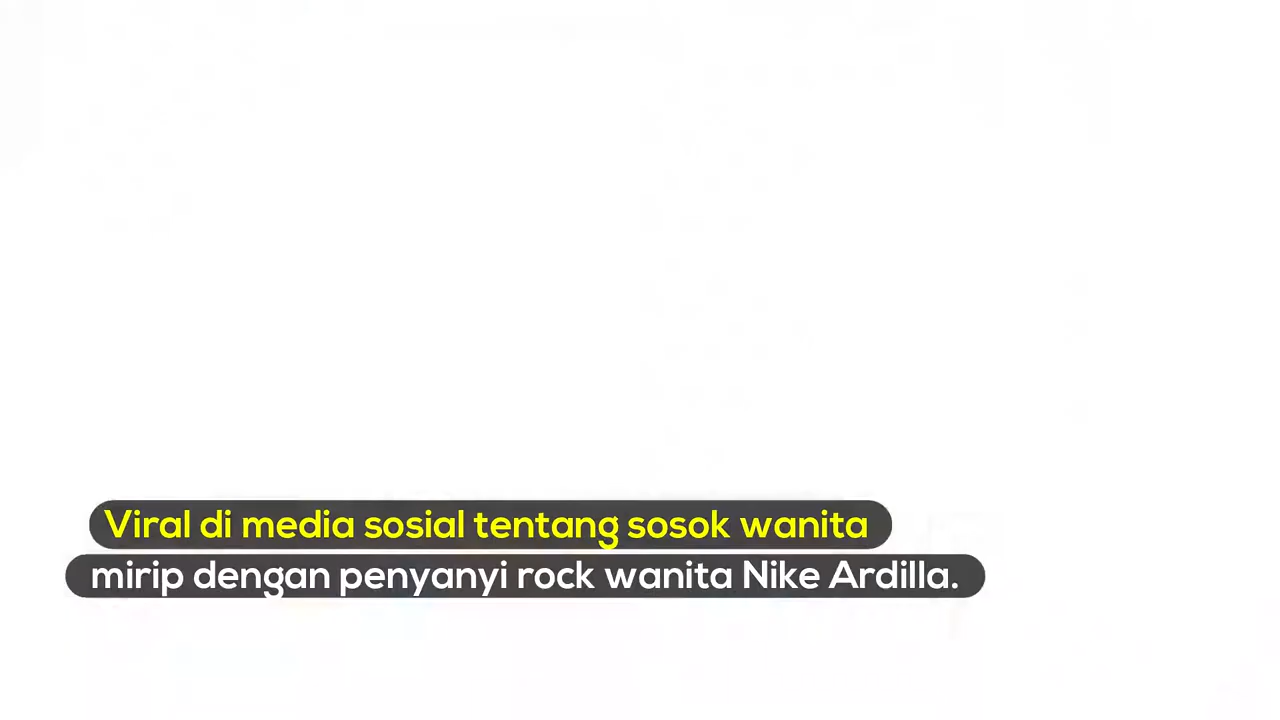 Viral di media sosial tentang sosok wanita
mirip dengan penyanyi rock wanita Nike Ardilla.